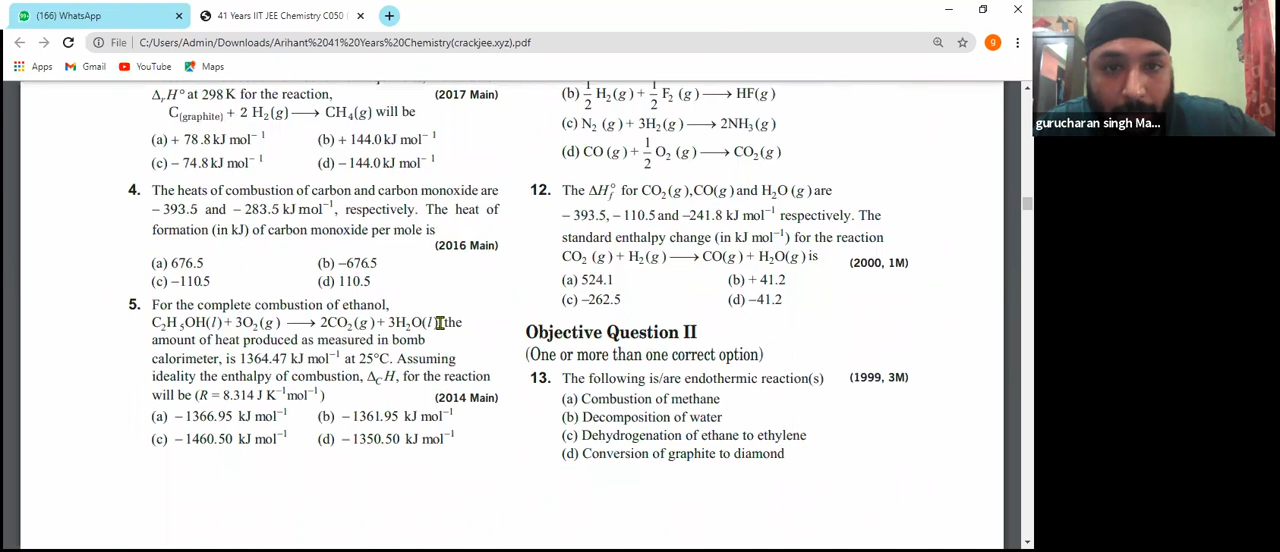 (166) WhatsApp
41 Years IIT JEE Chemistry C050
File
C:/Users/Admin/Downloads/Arihant%2041%20Years%20Chemistry(crackjee.xyz).pdf
g
Apps
Gmail
YouTube
Maps
ΔᵣH° at 298 K for the reaction, (2017 Main)
C(graphite) + 2 H₂(g) ⟶ CH₄(g) will be
(a) + 78.8 kJ mol⁻¹ (b) + 144.0 kJ mol⁻¹
(c) – 74.8 kJ mol⁻¹ (d) – 144.0 kJ mol⁻¹
4. The heats of combustion of carbon and carbon monoxide are
– 393.5 and – 283.5 kJ mol⁻¹, respectively. The heat of
formation (in kJ) of carbon monoxide per mole is
(2016 Main)
(a) 676.5 (b) –676.5
(c) –110.5 (d) 110.5
5. For the complete combustion of ethanol,
C₂H₅OH(l) + 3O₂(g) ⟶ 2CO₂(g) + 3H₂O(l) the
amount of heat produced as measured in bomb
calorimeter, is 1364.47 kJ mol⁻¹ at 25°C. Assuming
ideality the enthalpy of combustion, Δ_C H, for the reaction
will be (R = 8.314 J K⁻¹mol⁻¹) (2014 Main)
(a) – 1366.95 kJ mol⁻¹ (b) – 1361.95 kJ mol⁻¹
(c) – 1460.50 kJ mol⁻¹ (d) – 1350.50 kJ mol⁻¹
(b) 1/2 H₂(g) + 1/2 F₂ (g) ⟶ HF(g)
(c) N₂ (g) + 3H₂(g) ⟶ 2NH₃(g)
(d) CO (g) + 1/2 O₂ (g) ⟶ CO₂(g)
12. The ΔH°f for CO₂(g), CO(g) and H₂O (g) are
– 393.5, – 110.5 and –241.8 kJ mol⁻¹ respectively. The
standard enthalpy change (in kJ mol⁻¹) for the reaction
CO₂ (g) + H₂(g) ⟶ CO(g) + H₂O(g) is (2000, 1M)
(a) 524.1 (b) + 41.2
(c) –262.5 (d) –41.2
Objective Question II
(One or more than one correct option)
13. The following is/are endothermic reaction(s) (1999, 3M)
(a) Combustion of methane
(b) Decomposition of water
(c) Dehydrogenation of ethane to ethylene
(d) Conversion of graphite to diamond
gurucharan singh Ma...